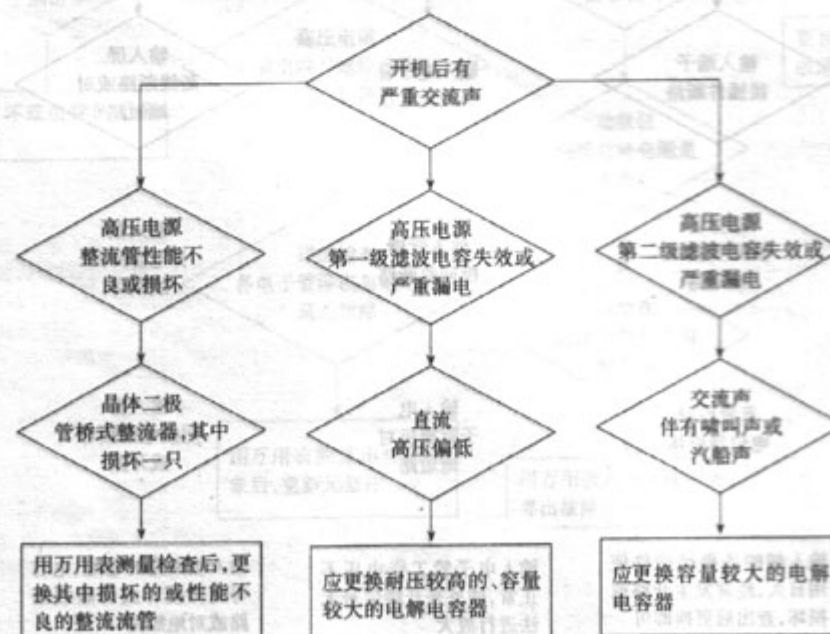 开机后有
严重交流声
高压电源
整流管性能不
良或损坏
高压电源
第一级滤波电容失效或
严重漏电
高压电源
第二级滤波电容失效或
严重漏电
晶体二极
管桥式整流器,其中
损坏一只
直流
高压偏低
交流声
伴有啸叫声或
汽船声
用万用表测量检查后,更
换其中损坏的或性能不
良的整流流管
应更换耐压较高的、容量
较大的电解电容器
应更换容量较大的电解
电容器